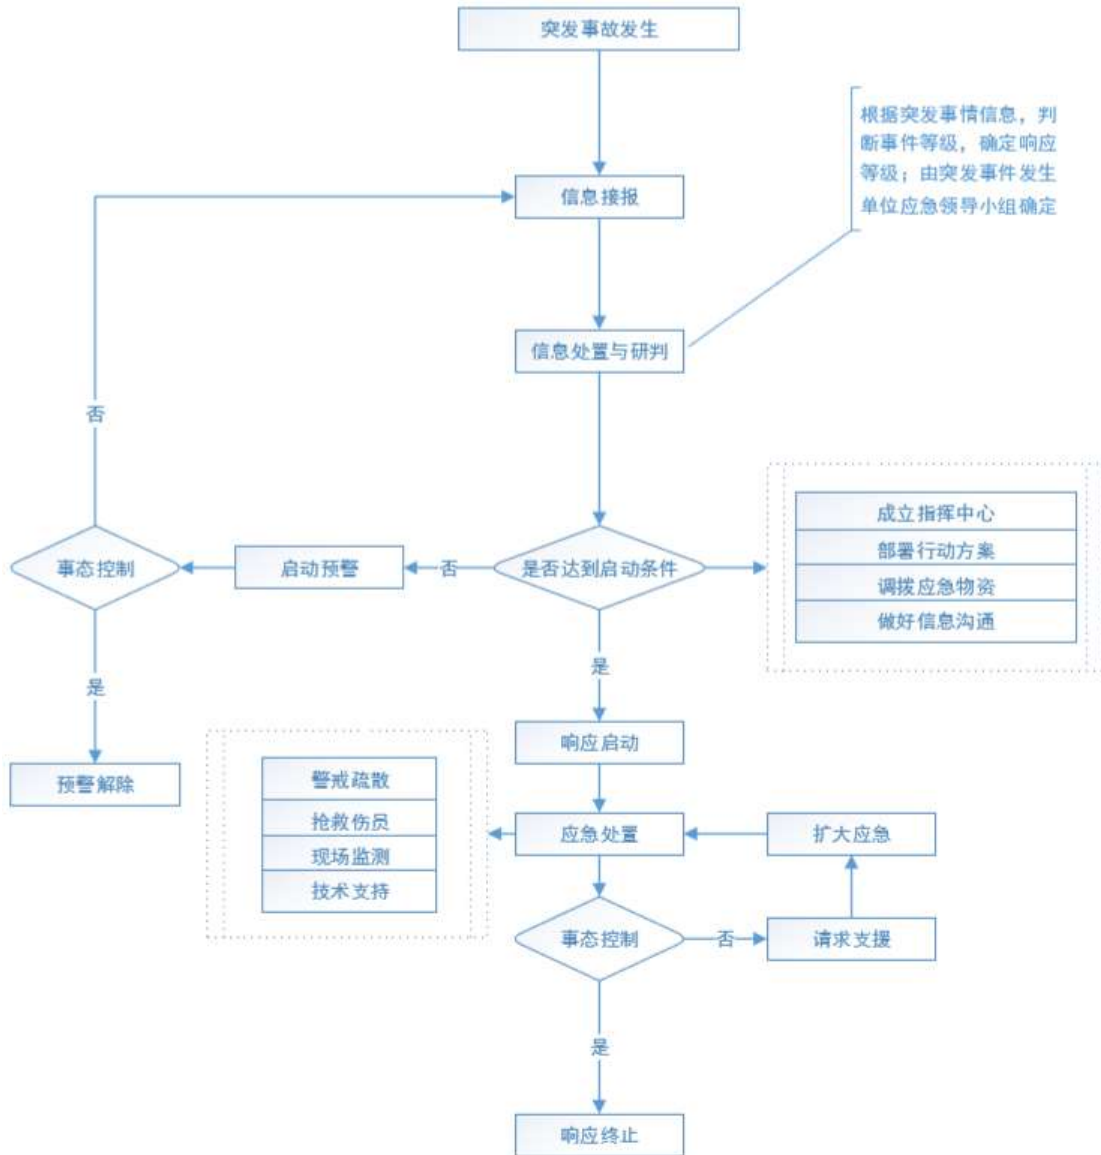 突发事故发生
根据突发事情信息，判
断事件等级，确定响应
等级；由突发事件发生
单位应急领导小组确定
信息接报
信息处置与研判
否
成立指挥中心
部署行动方案
调拨应急物资
做好信息沟通
事态控制
启动预警
否
是否达到启动条件
是
是
响应启动
预警解除
警戒疏散
抢救伤员
现场监测
技术支持
应急处置
扩大应急
事态控制
否
请求支援
是
响应终止